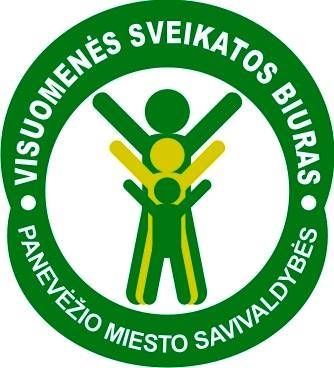 VISUOMENĖS SVEIKATOS BIURAS
PANEVĖŽIO MIESTO SAVIVALDYBĖS